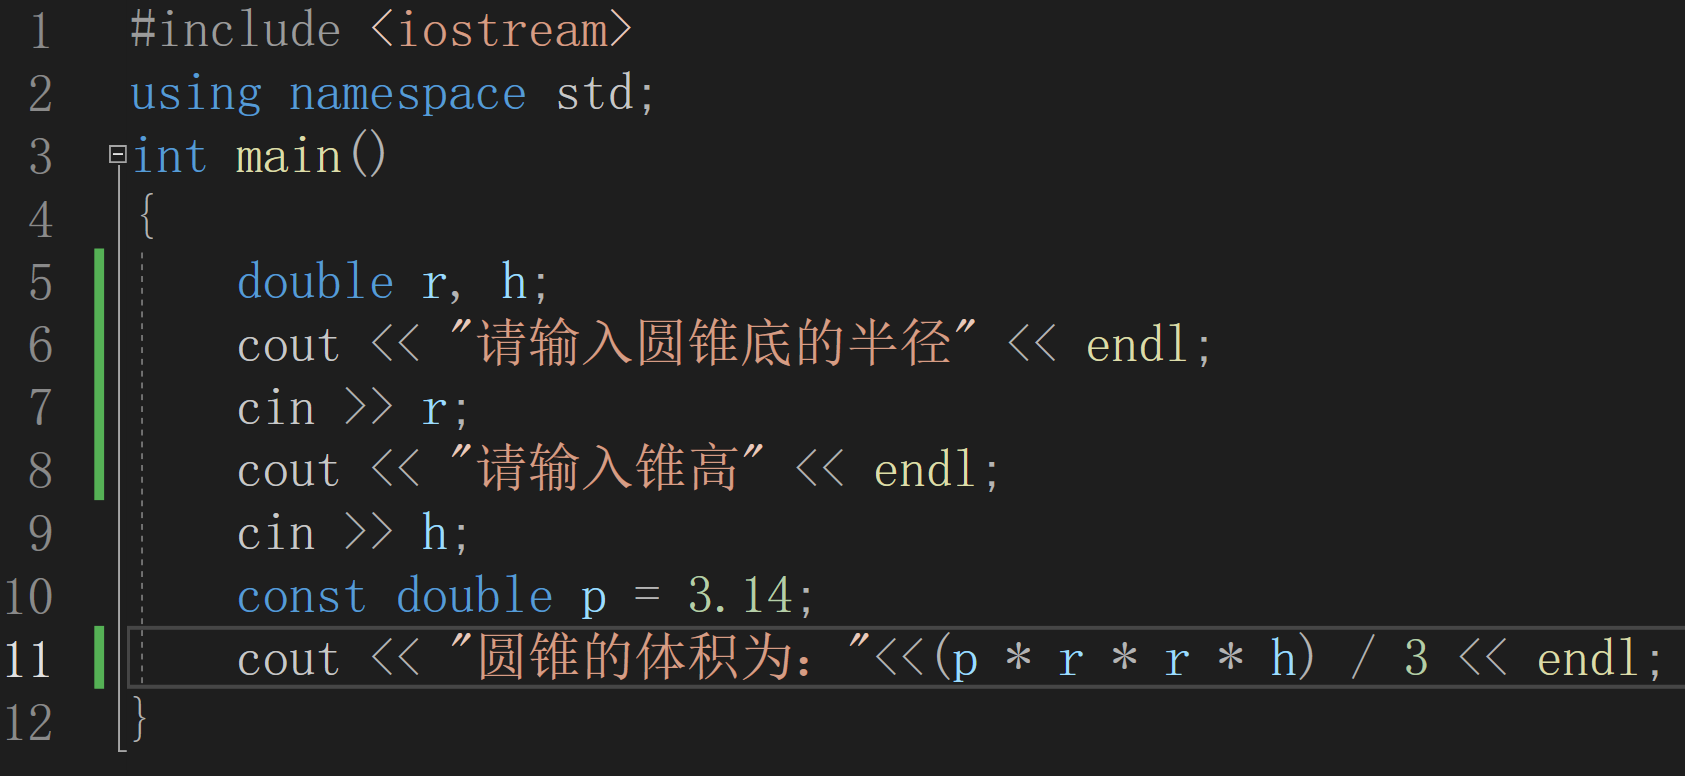 1 #include <iostream>
2 using namespace std;
3 int main()
4 {
5 double r, h;
6 cout << "请输入圆锥底的半径" << endl;
7 cin >> r;
8 cout << "请输入锥高" << endl;
9 cin >> h;
10 const double p = 3.14;
11 cout << "圆锥的体积为："<<(p * r * r * h) / 3 << endl;
12 }